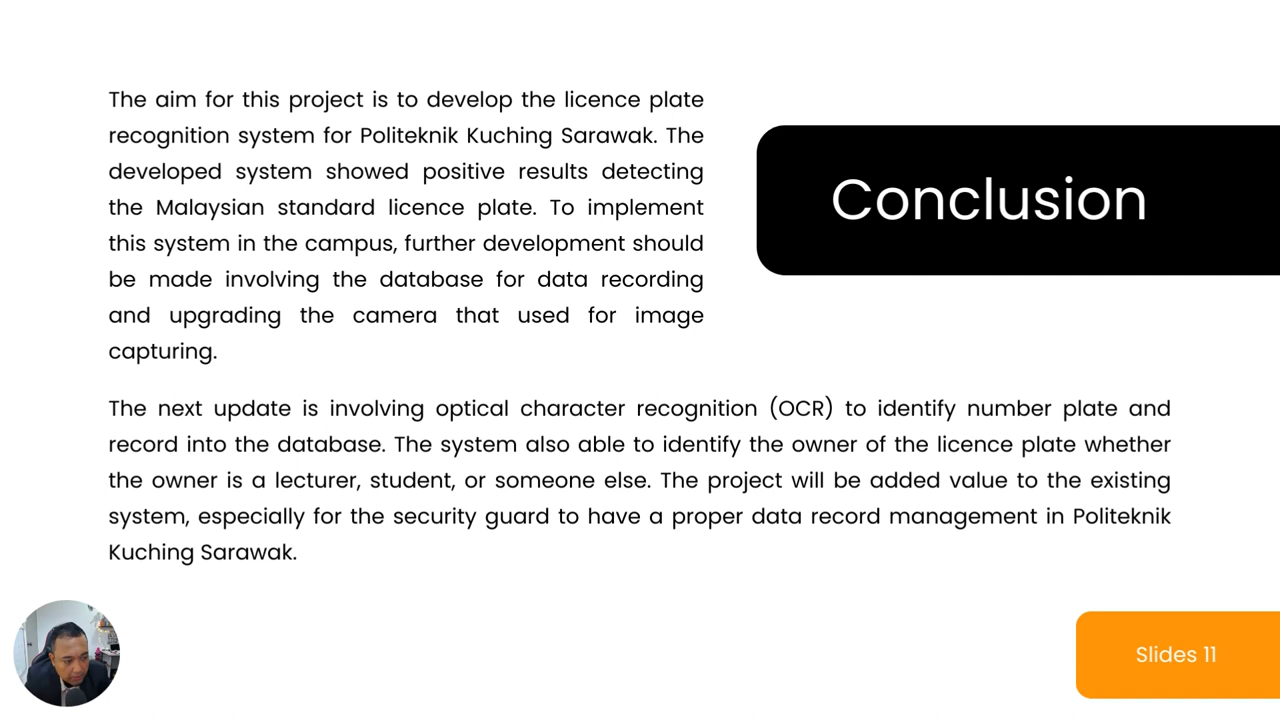 The aim for this project is to develop the licence plate
recognition system for Politeknik Kuching Sarawak. The
developed system showed positive results detecting
the Malaysian standard licence plate. To implement
this system in the campus, further development should
be made involving the database for data recording
and upgrading the camera that used for image
capturing.
Conclusion
The next update is involving optical character recognition (OCR) to identify number plate and
record into the database. The system also able to identify the owner of the licence plate whether
the owner is a lecturer, student, or someone else. The project will be added value to the existing
system, especially for the security guard to have a proper data record management in Politeknik
Kuching Sarawak.
Slides 11